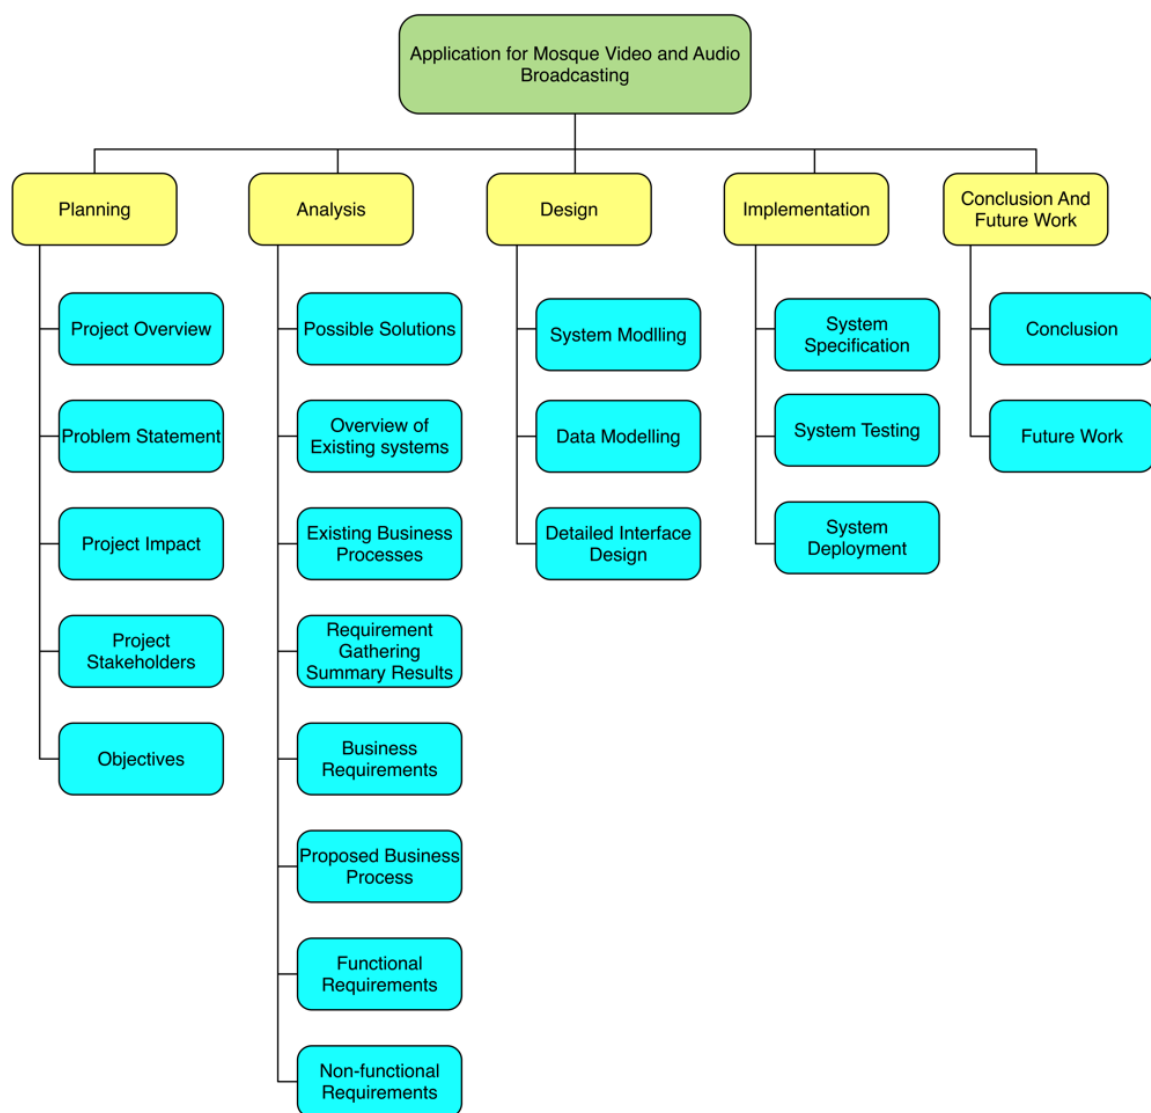 Application for Mosque Video and Audio
Broadcasting
Planning
Analysis
Design
Implementation
Conclusion And
Future Work
Project Overview
Problem Statement
Project Impact
Project
Stakeholders
Objectives
Possible Solutions
Overview of
Existing systems
Existing Business
Processes
Requirement
Gathering
Summary Results
Business
Requirements
Proposed Business
Process
Functional
Requirements
Non-functional
Requirements
System Modlling
Data Modelling
Detailed Interface
Design
System
Specification
System Testing
System
Deployment
Conclusion
Future Work